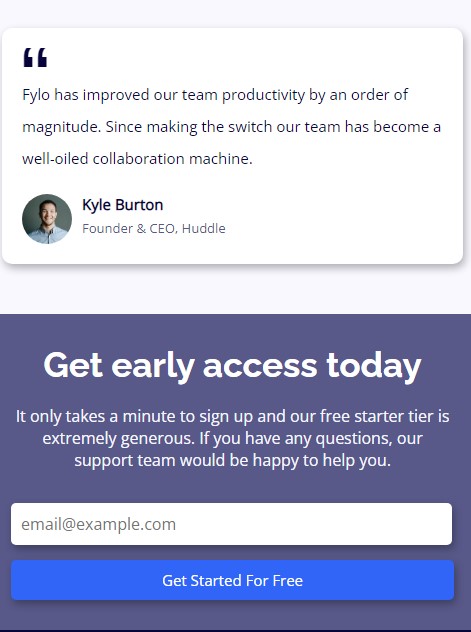 “
Fylo has improved our team productivity by an order of
magnitude. Since making the switch our team has become a
well-oiled collaboration machine.
Kyle Burton
Founder & CEO, Huddle
Get early access today
It only takes a minute to sign up and our free starter tier is
extremely generous. If you have any questions, our
support team would be happy to help you.
email@example.com
Get Started For Free